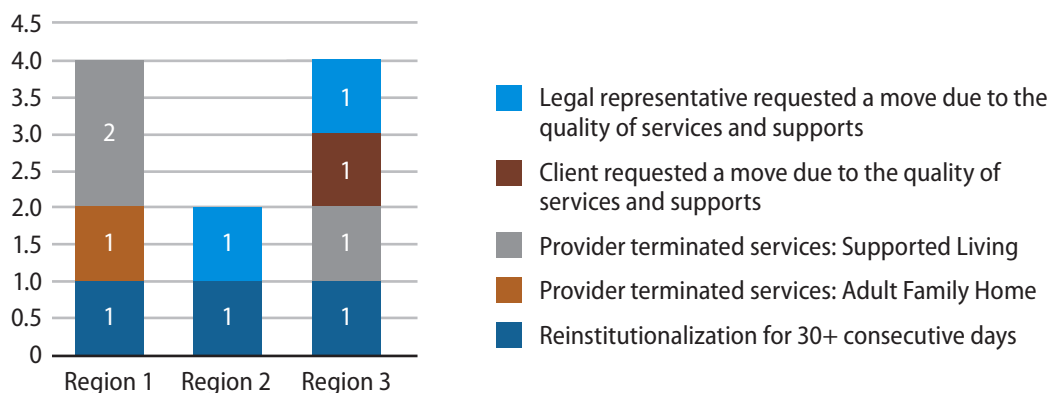 4.5
4.0
3.5
3.0
2.5
2.0
1.5
1.0
0.5
0
2
1
1
1
1
1
1
1
1
Region 1
Region 2
Region 3
Legal representative requested a move due to the
quality of services and supports
Client requested a move due to the quality of
services and supports
Provider terminated services: Supported Living
Provider terminated services: Adult Family Home
Reinstitutionalization for 30+ consecutive days